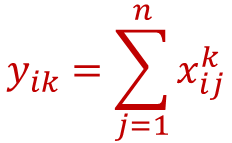 $y_{ik} = \sum_{j=1}^{n} x_{ij}^{k}$